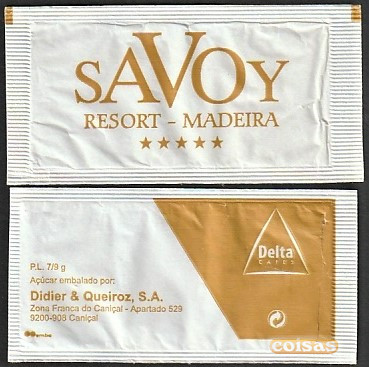 SAVOY
RESORT - MADEIRA
★★★★★
Delta
CAFÉS
P.L. 7/9 g
Açúcar embalado por:
Didier & Queiroz, S.A.
Zona Franca do Caniçal - Apartado 529
9200-908 Caniçal
coisas